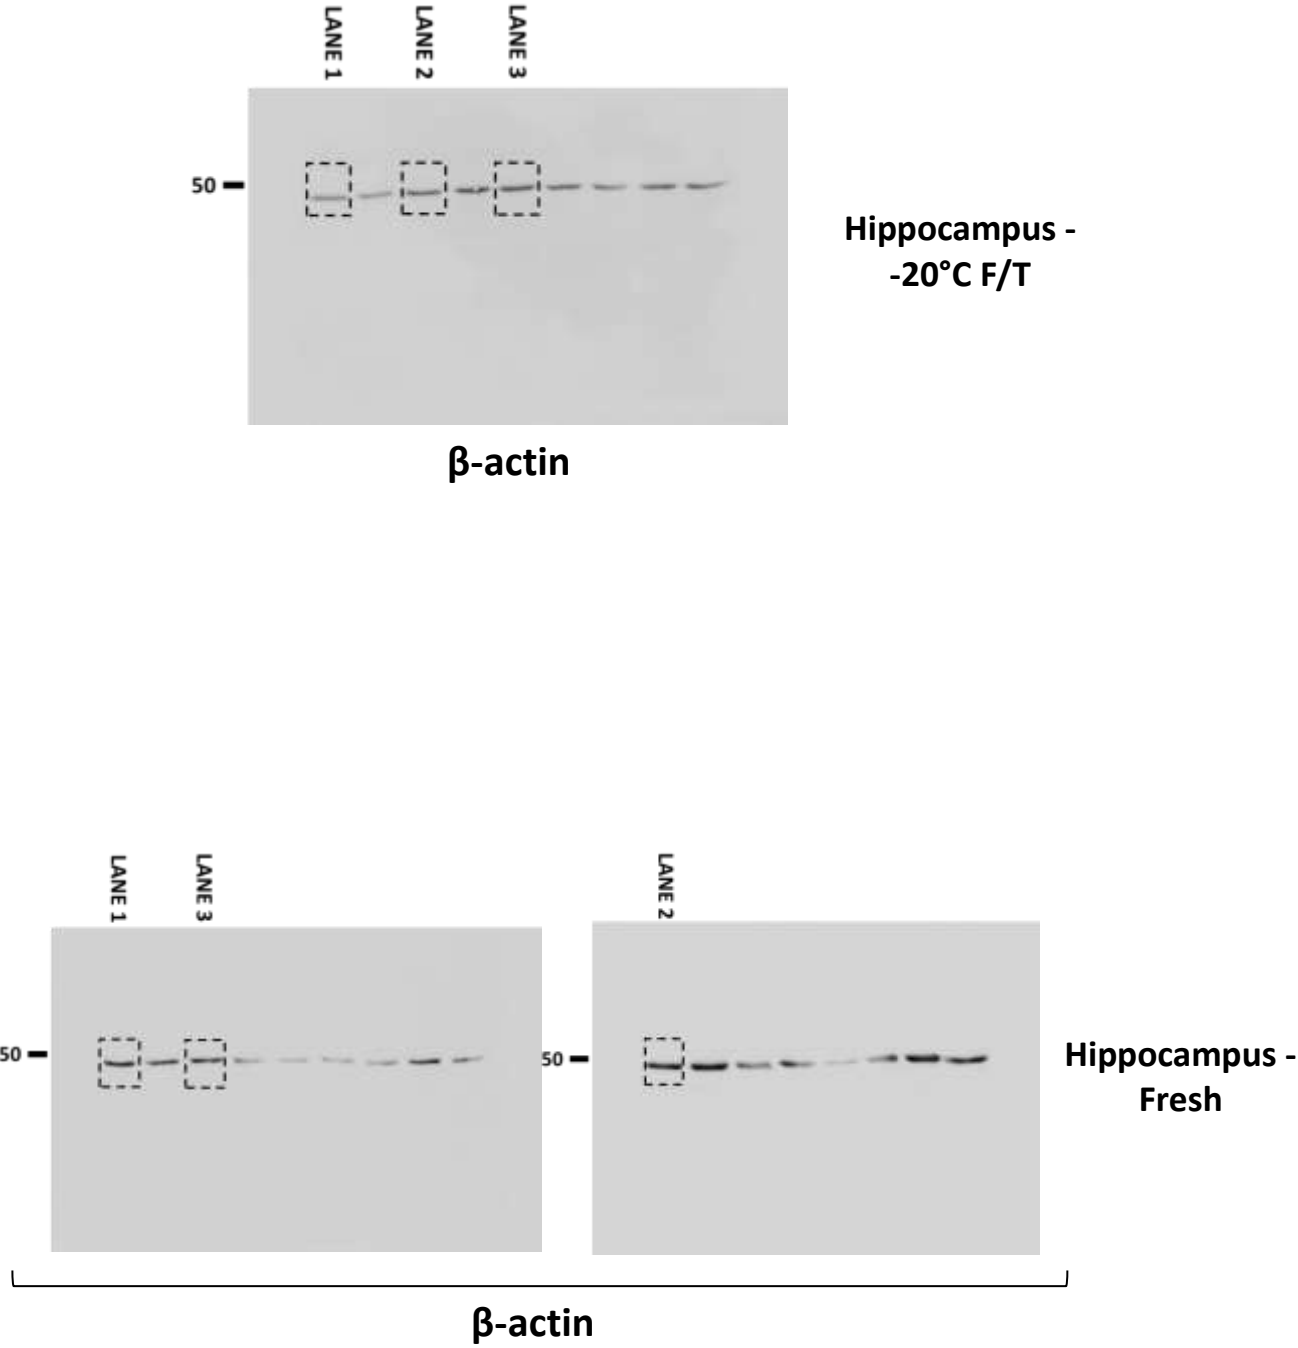 LANE 1
LANE 2
LANE 3
50
Hippocampus -
-20°C F/T
β-actin
LANE 1
LANE 3
LANE 2
50
50
Hippocampus -
Fresh
β-actin